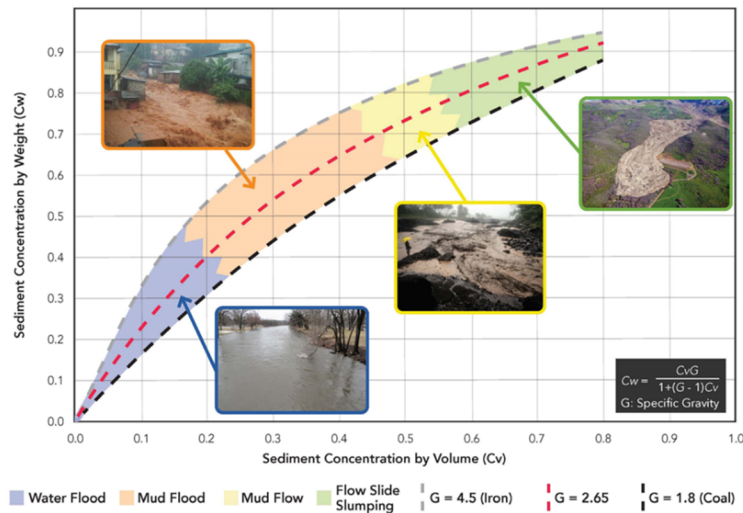 Sediment Concentration by Weight (Cw)
0.9
0.8
0.7
0.6
0.5
0.4
0.3
0.2
0.1
0.0
0.0 0.1 0.2 0.3 0.4 0.5 0.6 0.7 0.8 0.9 1.0
Sediment Concentration by Volume (Cv)
Cw = CvG
1+(G - 1)Cv
G: Specific Gravity
Water Flood Mud Flood Mud Flow Flow Slide Slumping G = 4.5 (Iron) G = 2.65 G = 1.8 (Coal)